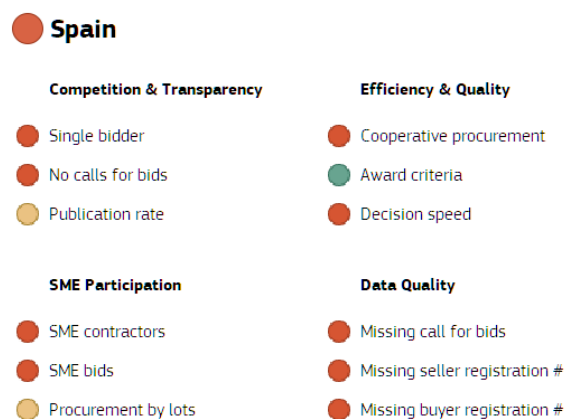 Spain
Competition & Transparency
Single bidder
No calls for bids
Publication rate
Efficiency & Quality
Cooperative procurement
Award criteria
Decision speed
SME Participation
SME contractors
SME bids
Procurement by lots
Data Quality
Missing call for bids
Missing seller registration #
Missing buyer registration #